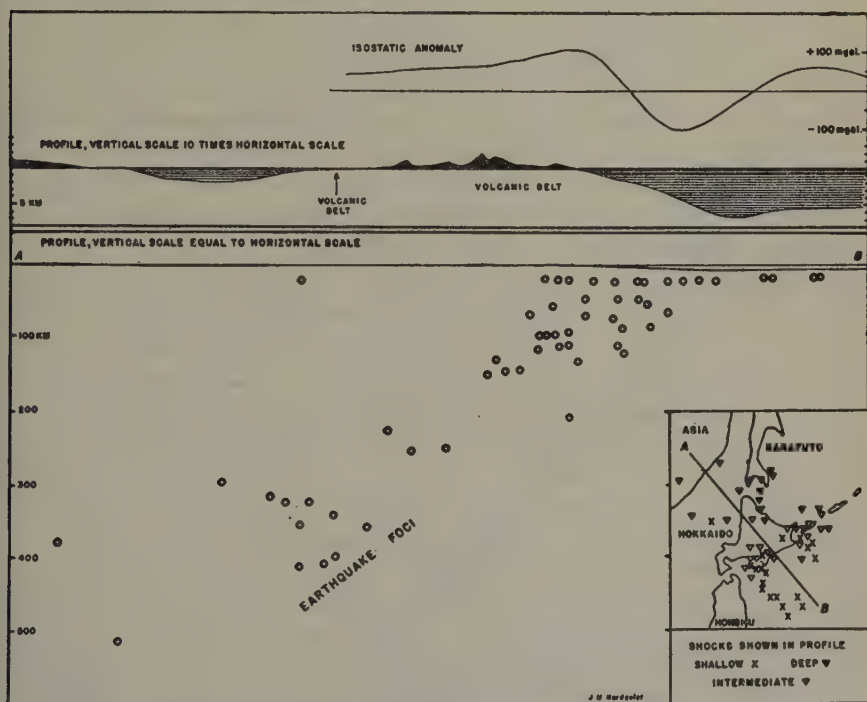 ISOSTATIC ANOMALY
+100 mgal.
-100 mgal.
PROFILE, VERTICAL SCALE 10 TIMES HORIZONTAL SCALE
VOLCANIC BELT
VOLCANIC
BELT
5 KM
PROFILE, VERTICAL SCALE EQUAL TO HORIZONTAL SCALE
A
B
100 KM
200
300
400
500
EARTHQUAKE FOCI
ASIA
KARAFUTO
A
HOKKAIDO
B
HONSHU
SHOCKS SHOWN IN PROFILE
SHALLOW X DEEP ▼
INTERMEDIATE ▽
J M Nordquist